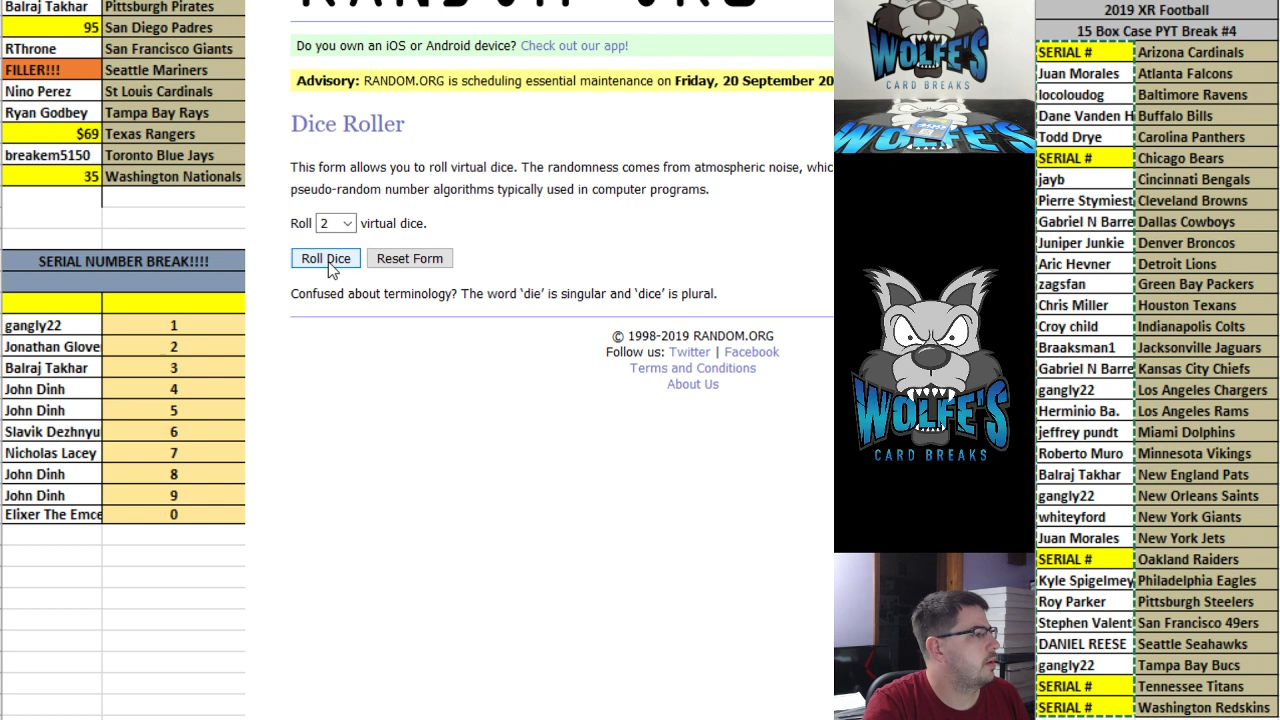 Balraj Takhar Pittsburgh Pirates
95 San Diego Padres
RThrone San Francisco Giants
FILLER!!! Seattle Mariners
Nino Perez St Louis Cardinals
Ryan Godbey Tampa Bay Rays
$69 Texas Rangers
breakem5150 Toronto Blue Jays
35 Washington Nationals
SERIAL NUMBER BREAK!!!!
gangly22 1
Jonathan Glove 2
Balraj Takhar 3
John Dinh 4
John Dinh 5
Slavik Dezhnyu 6
Nicholas Lacey 7
John Dinh 8
John Dinh 9
Elixer The Emce 0
RANDOM.ORG
Do you own an iOS or Android device? Check out our app!
Advisory: RANDOM.ORG is scheduling essential maintenance on Friday, 20 September 20
Dice Roller
This form allows you to roll virtual dice. The randomness comes from atmospheric noise, whic
pseudo-random number algorithms typically used in computer programs.
Roll 2 virtual dice.
Roll Dice Reset Form
Confused about terminology? The word ‘die’ is singular and ‘dice’ is plural.
© 1998-2019 RANDOM.ORG
Follow us: Twitter | Facebook
Terms and Conditions
About Us
WOLFE'S
CARD BREAKS
WOLFE'S
WOLFE'S
CARD BREAKS
2019 XR Football
15 Box Case PYT Break #4
SERIAL # Arizona Cardinals
Juan Morales Atlanta Falcons
locoloudog Baltimore Ravens
Dane Vanden H Buffalo Bills
Todd Drye Carolina Panthers
SERIAL # Chicago Bears
jayb Cincinnati Bengals
Pierre Stymiest Cleveland Browns
Gabriel N Barre Dallas Cowboys
Juniper Junkie Denver Broncos
Aric Hevner Detroit Lions
zagsfan Green Bay Packers
Chris Miller Houston Texans
Croy child Indianapolis Colts
Braaksman1 Jacksonville Jaguars
Gabriel N Barre Kansas City Chiefs
gangly22 Los Angeles Chargers
Herminio Ba. Los Angeles Rams
jeffrey pundt Miami Dolphins
Roberto Muro Minnesota Vikings
Balraj Takhar New England Pats
gangly22 New Orleans Saints
whiteyford New York Giants
Juan Morales New York Jets
SERIAL # Oakland Raiders
Kyle Spigelmey Philadelphia Eagles
Roy Parker Pittsburgh Steelers
Stephen Valent San Francisco 49ers
DANIEL REESE Seattle Seahawks
gangly22 Tampa Bay Bucs
SERIAL # Tennessee Titans
SERIAL # Washington Redskins